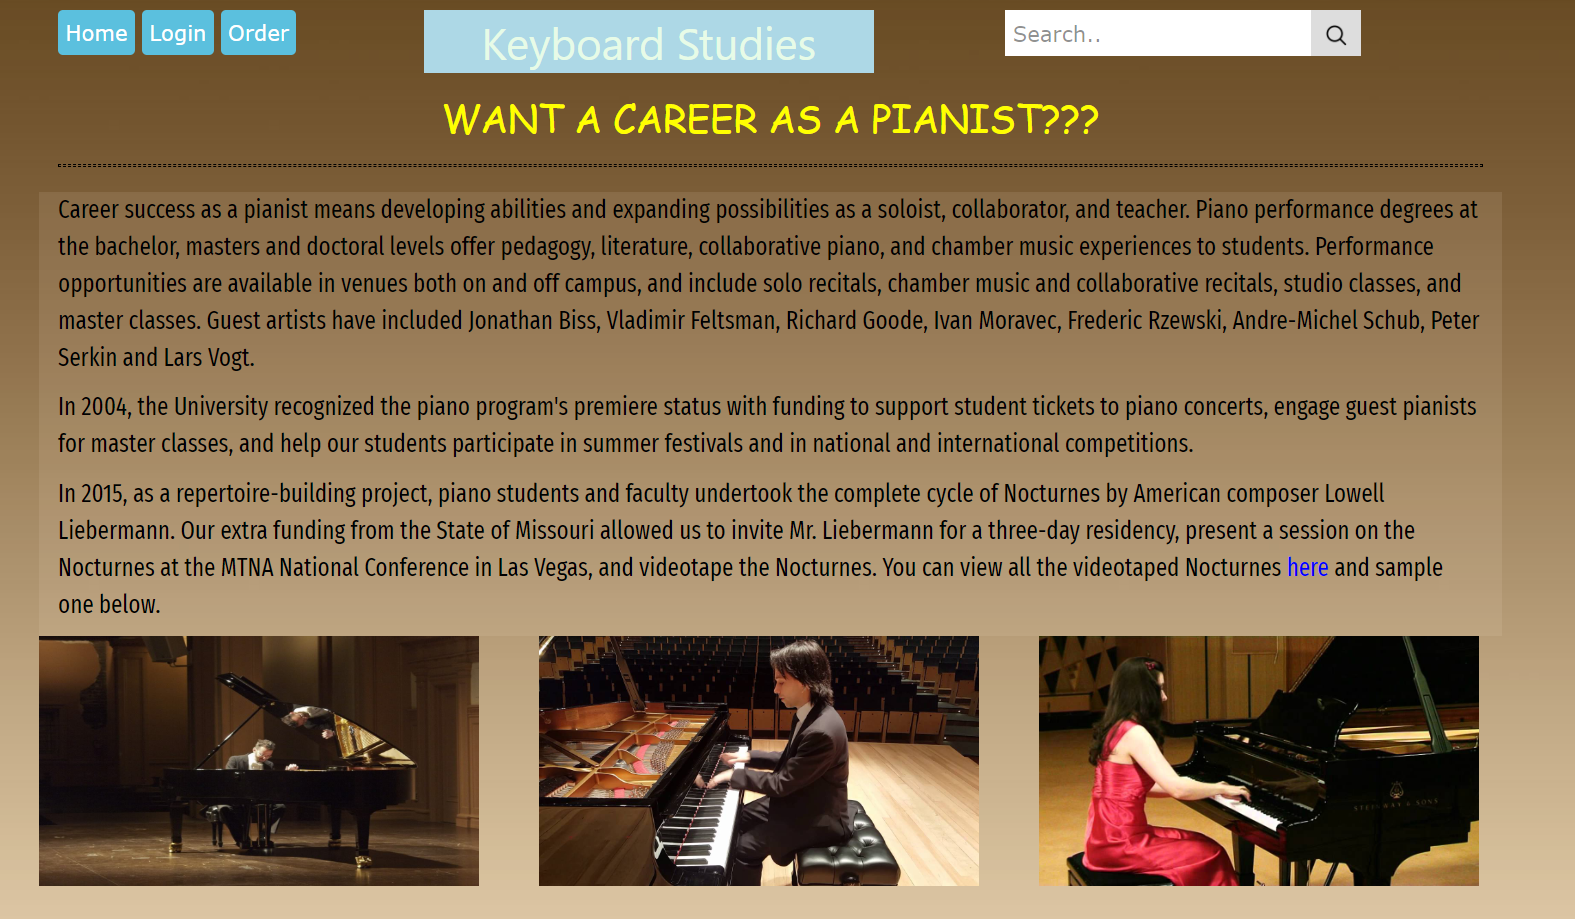 Home Login Order Keyboard Studies Search..
WANT A CAREER AS A PIANIST???
Career success as a pianist means developing abilities and expanding possibilities as a soloist, collaborator, and teacher. Piano performance degrees at
the bachelor, masters and doctoral levels offer pedagogy, literature, collaborative piano, and chamber music experiences to students. Performance
opportunities are available in venues both on and off campus, and include solo recitals, chamber music and collaborative recitals, studio classes, and
master classes. Guest artists have included Jonathan Biss, Vladimir Feltsman, Richard Goode, Ivan Moravec, Frederic Rzewski, Andre-Michel Schub, Peter
Serkin and Lars Vogt.
In 2004, the University recognized the piano program's premiere status with funding to support student tickets to piano concerts, engage guest pianists
for master classes, and help our students participate in summer festivals and in national and international competitions.
In 2015, as a repertoire-building project, piano students and faculty undertook the complete cycle of Nocturnes by American composer Lowell
Liebermann. Our extra funding from the State of Missouri allowed us to invite Mr. Liebermann for a three-day residency, present a session on the
Nocturnes at the MTNA National Conference in Las Vegas, and videotape the Nocturnes. You can view all the videotaped Nocturnes here and sample
one below.
STEINWAY & SONS